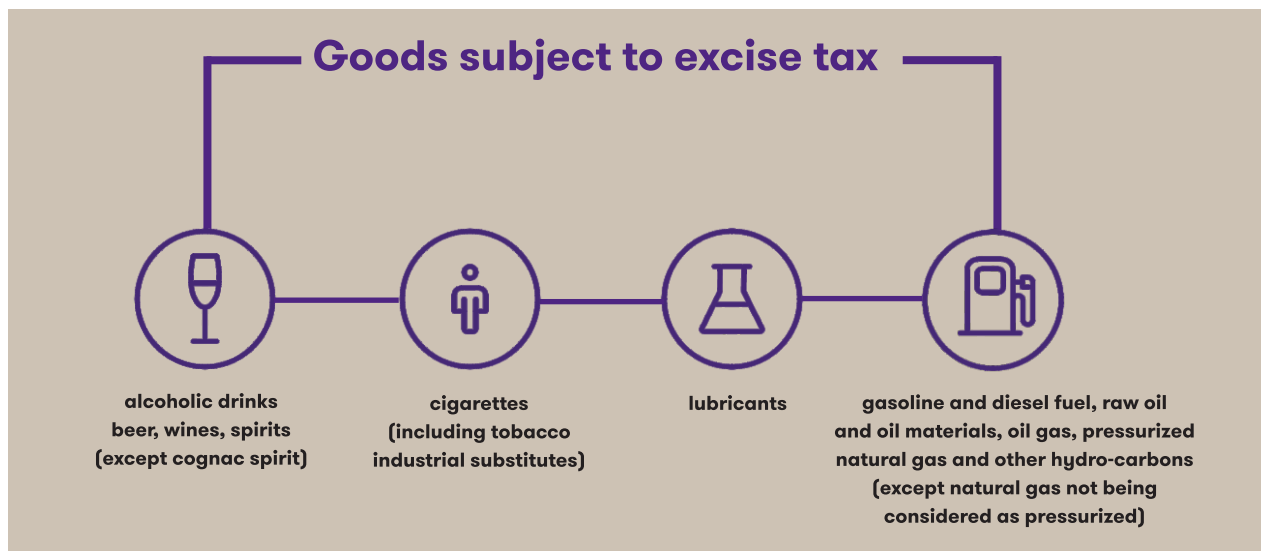 Goods subject to excise tax
alcoholic drinks
beer, wines, spirits
(except cognac spirit)
cigarettes
(including tobacco
industrial substitutes)
lubricants
gasoline and diesel fuel, raw oil
and oil materials, oil gas, pressurized
natural gas and other hydro-carbons
(except natural gas not being
considered as pressurized)